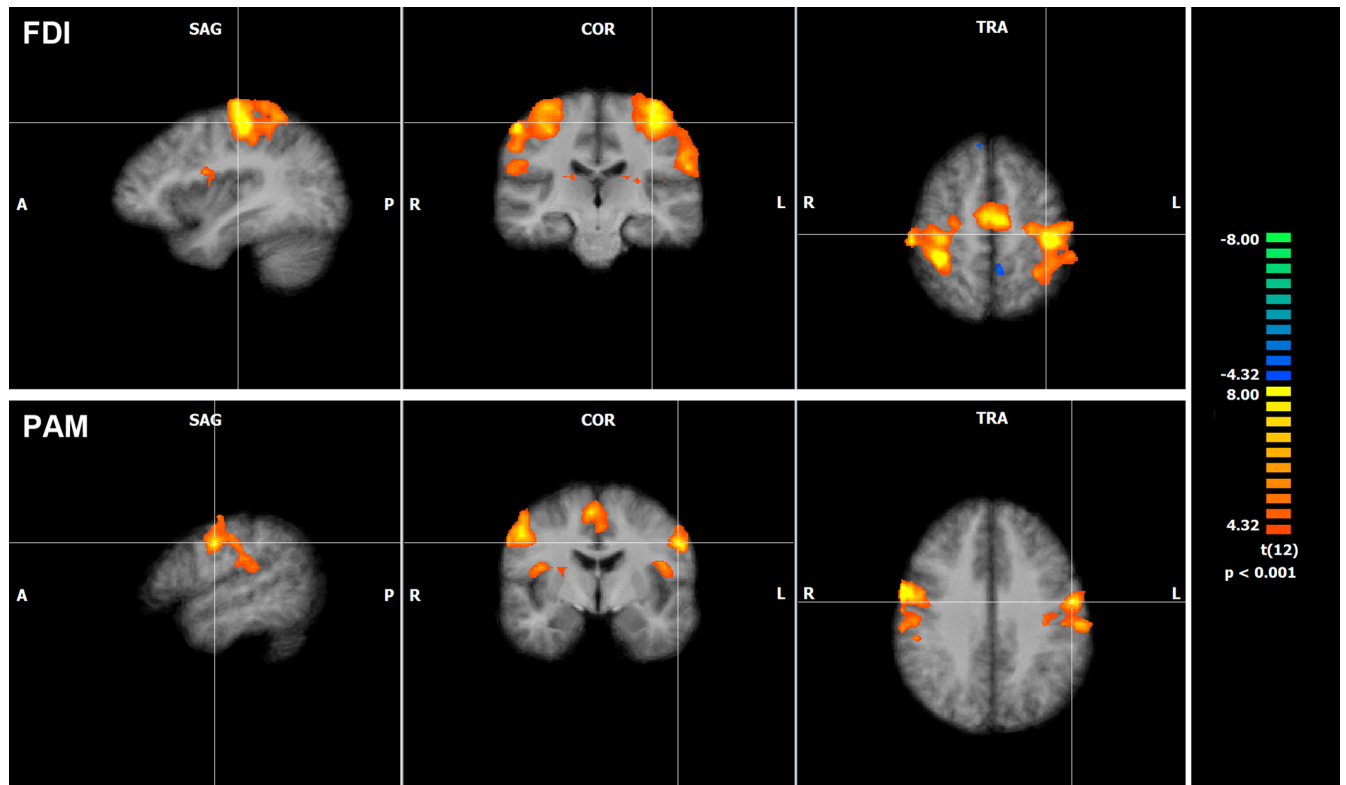 FDI
SAG
COR
TRA
A
P
R
L
R
L
-8.00
-4.32
8.00
4.32
t(12)
p < 0.001
PAM
SAG
COR
TRA
A
P
R
L
R
L